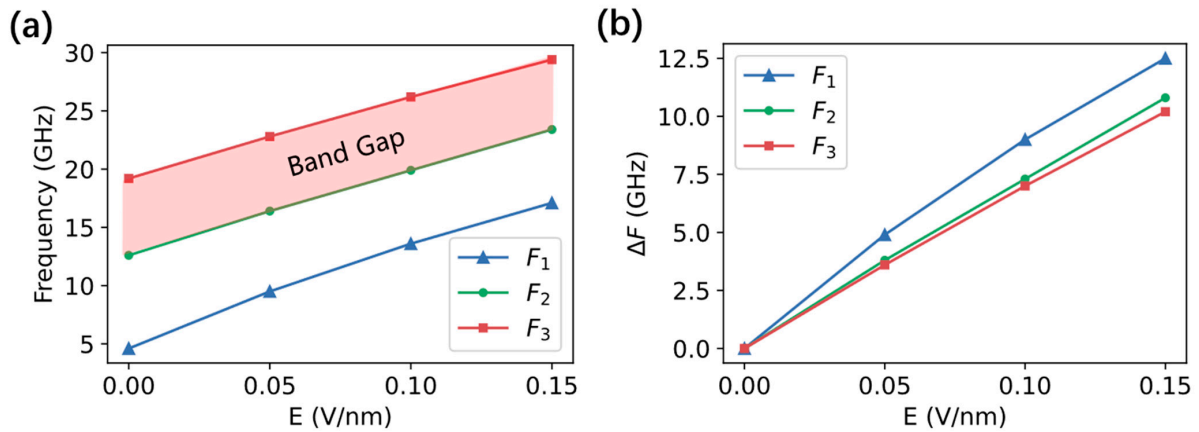 (a)
30
25
20
15
10
5
Frequency (GHz)
Band Gap
F1
F2
F3
0.00 0.05 0.10 0.15
E (V/nm)
(b)
12.5
10.0
7.5
5.0
2.5
0.0
ΔF (GHz)
F1
F2
F3
0.00 0.05 0.10 0.15
E (V/nm)